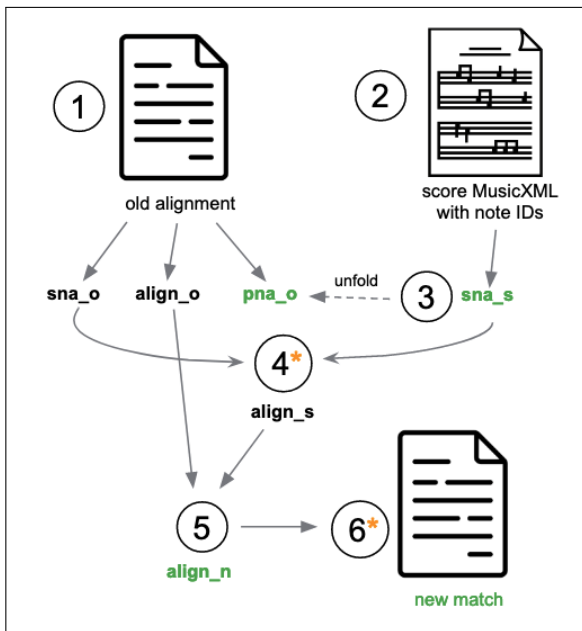 1
2
old alignment
score MusicXML
with note IDs
sna_o
align_o
pna_o
unfold
3
sna_s
4*
align_s
5
6*
align_n
new match